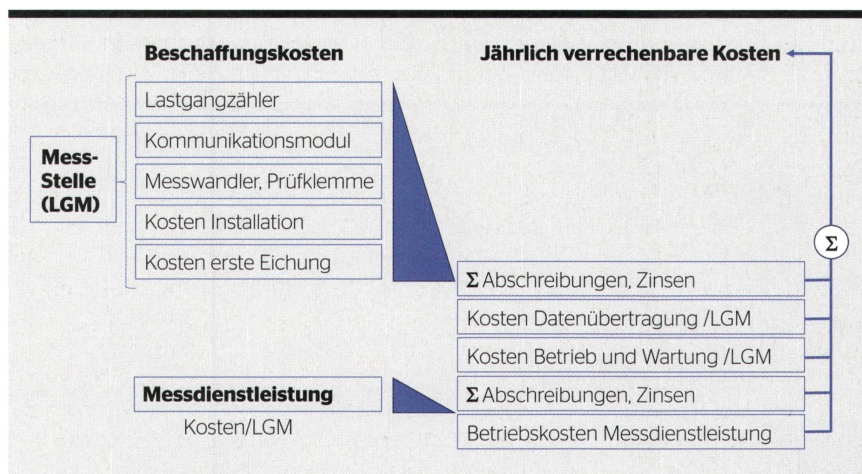 Beschaffungskosten
Jährlich verrechenbare Kosten
Mess-
Stelle
(LGM)
Lastgangzähler
Kommunikationsmodul
Messwandler, Prüfklemme
Kosten Installation
Kosten erste Eichung
Σ
Σ Abschreibungen, Zinsen
Kosten Datenübertragung /LGM
Kosten Betrieb und Wartung /LGM
Messdienstleistung
Kosten/LGM
Σ Abschreibungen, Zinsen
Betriebskosten Messdienstleistung